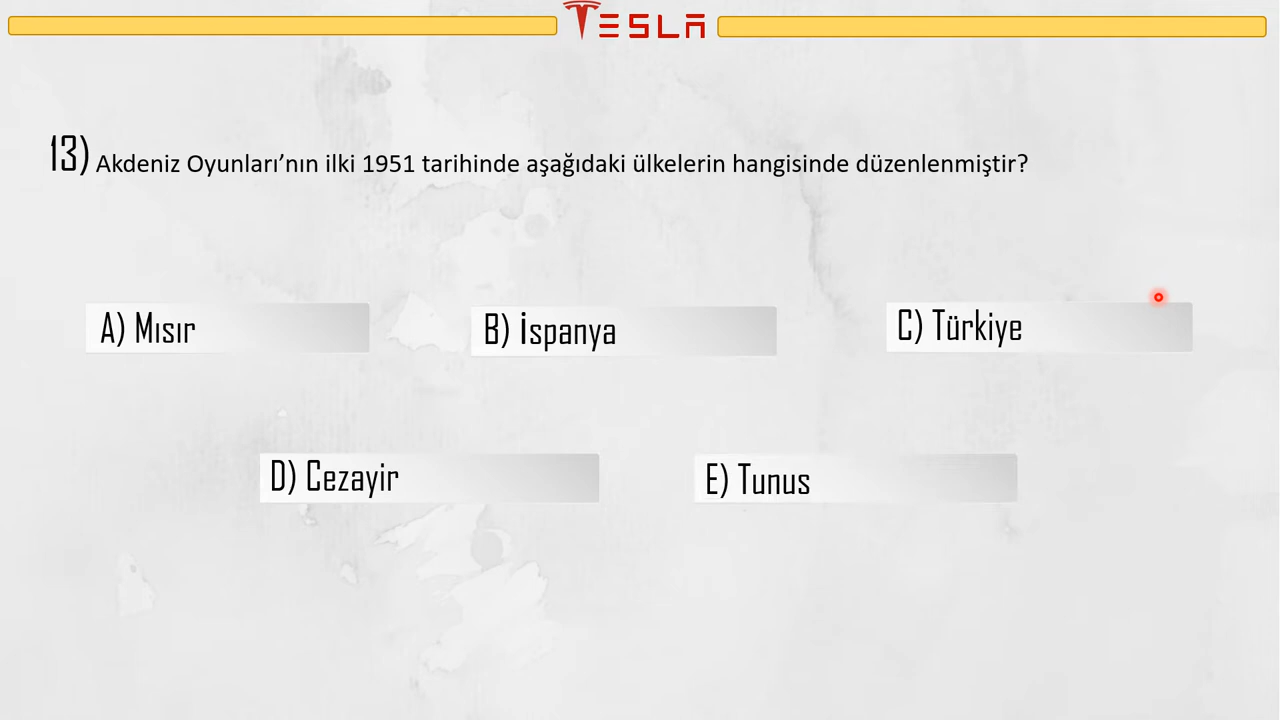 TESLA
13) Akdeniz Oyunları’nın ilki 1951 tarihinde aşağıdaki ülkelerin hangisinde düzenlenmiştir?
A) Mısır
B) İspanya
C) Türkiye
D) Cezayir
E) Tunus